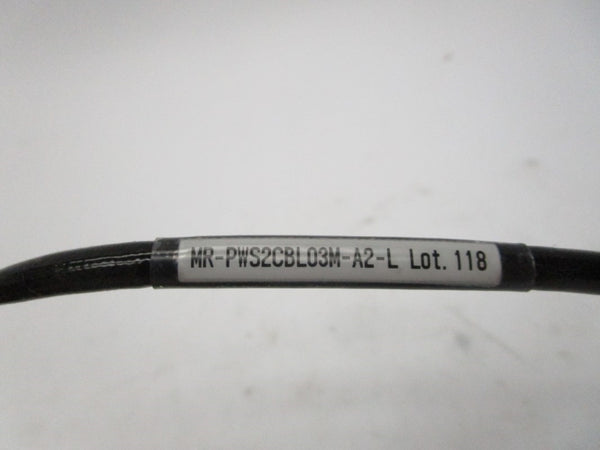 MR-PWS2CBL03M-A2-L Lot. 118